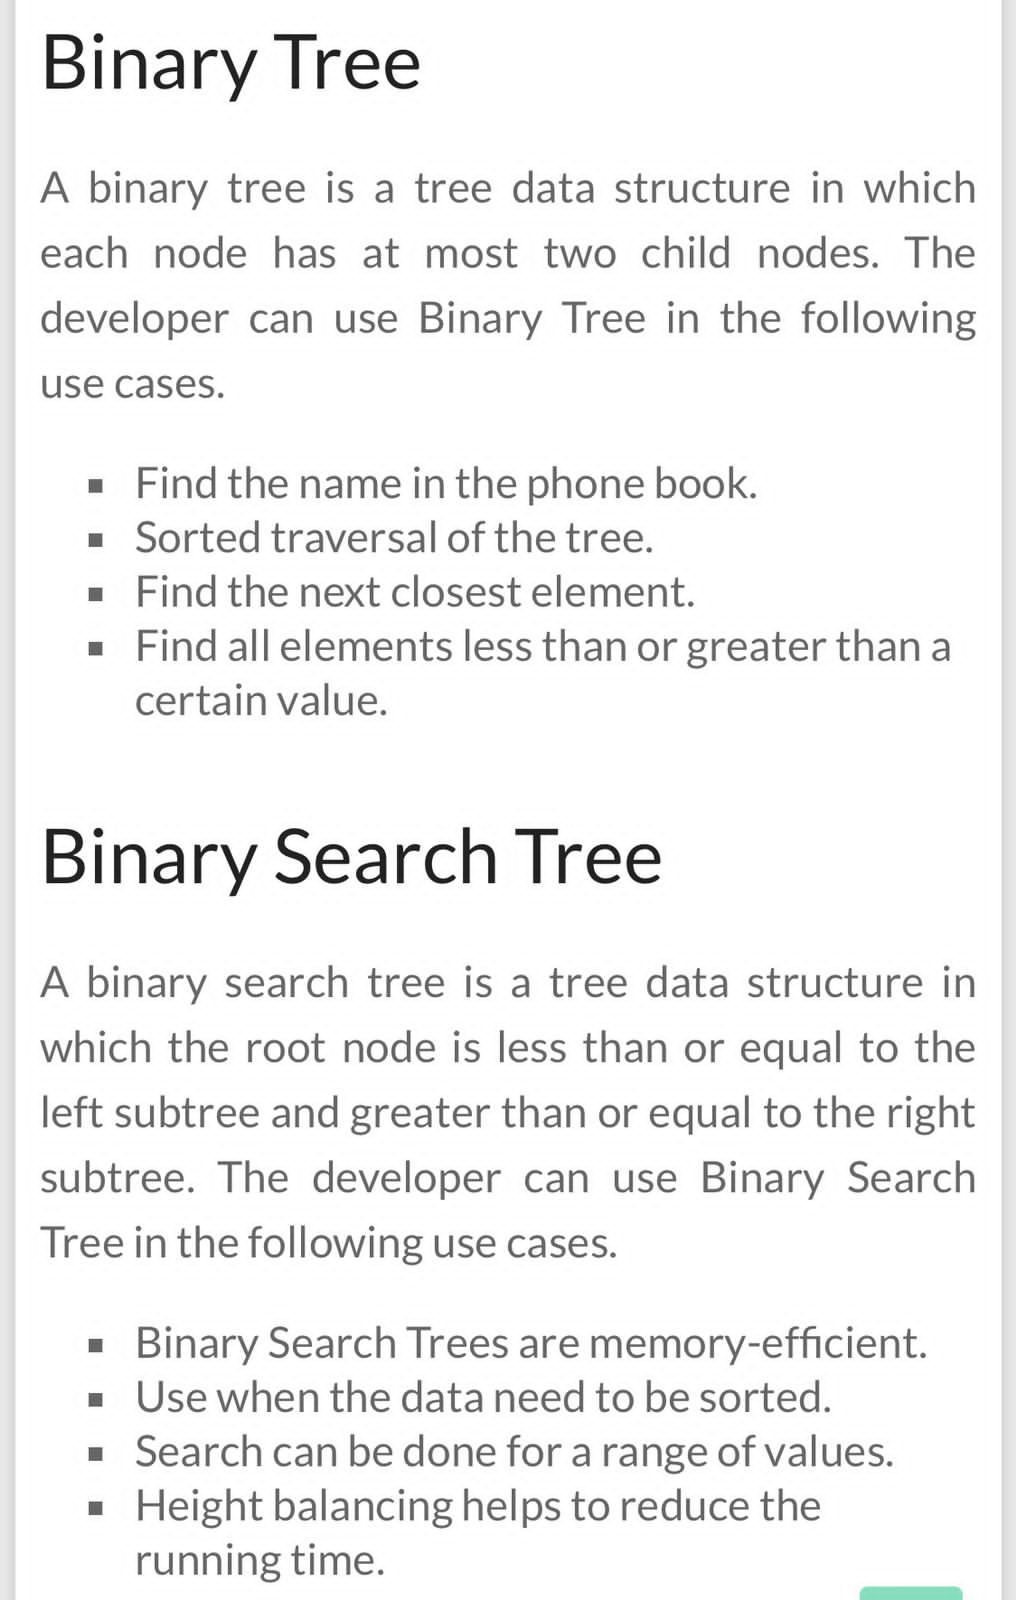 Binary Tree
A binary tree is a tree data structure in which
each node has at most two child nodes. The
developer can use Binary Tree in the following
use cases.
▪ Find the name in the phone book.
▪ Sorted traversal of the tree.
▪ Find the next closest element.
▪ Find all elements less than or greater than a
certain value.
Binary Search Tree
A binary search tree is a tree data structure in
which the root node is less than or equal to the
left subtree and greater than or equal to the right
subtree. The developer can use Binary Search
Tree in the following use cases.
▪ Binary Search Trees are memory-efficient.
▪ Use when the data need to be sorted.
▪ Search can be done for a range of values.
▪ Height balancing helps to reduce the
running time.